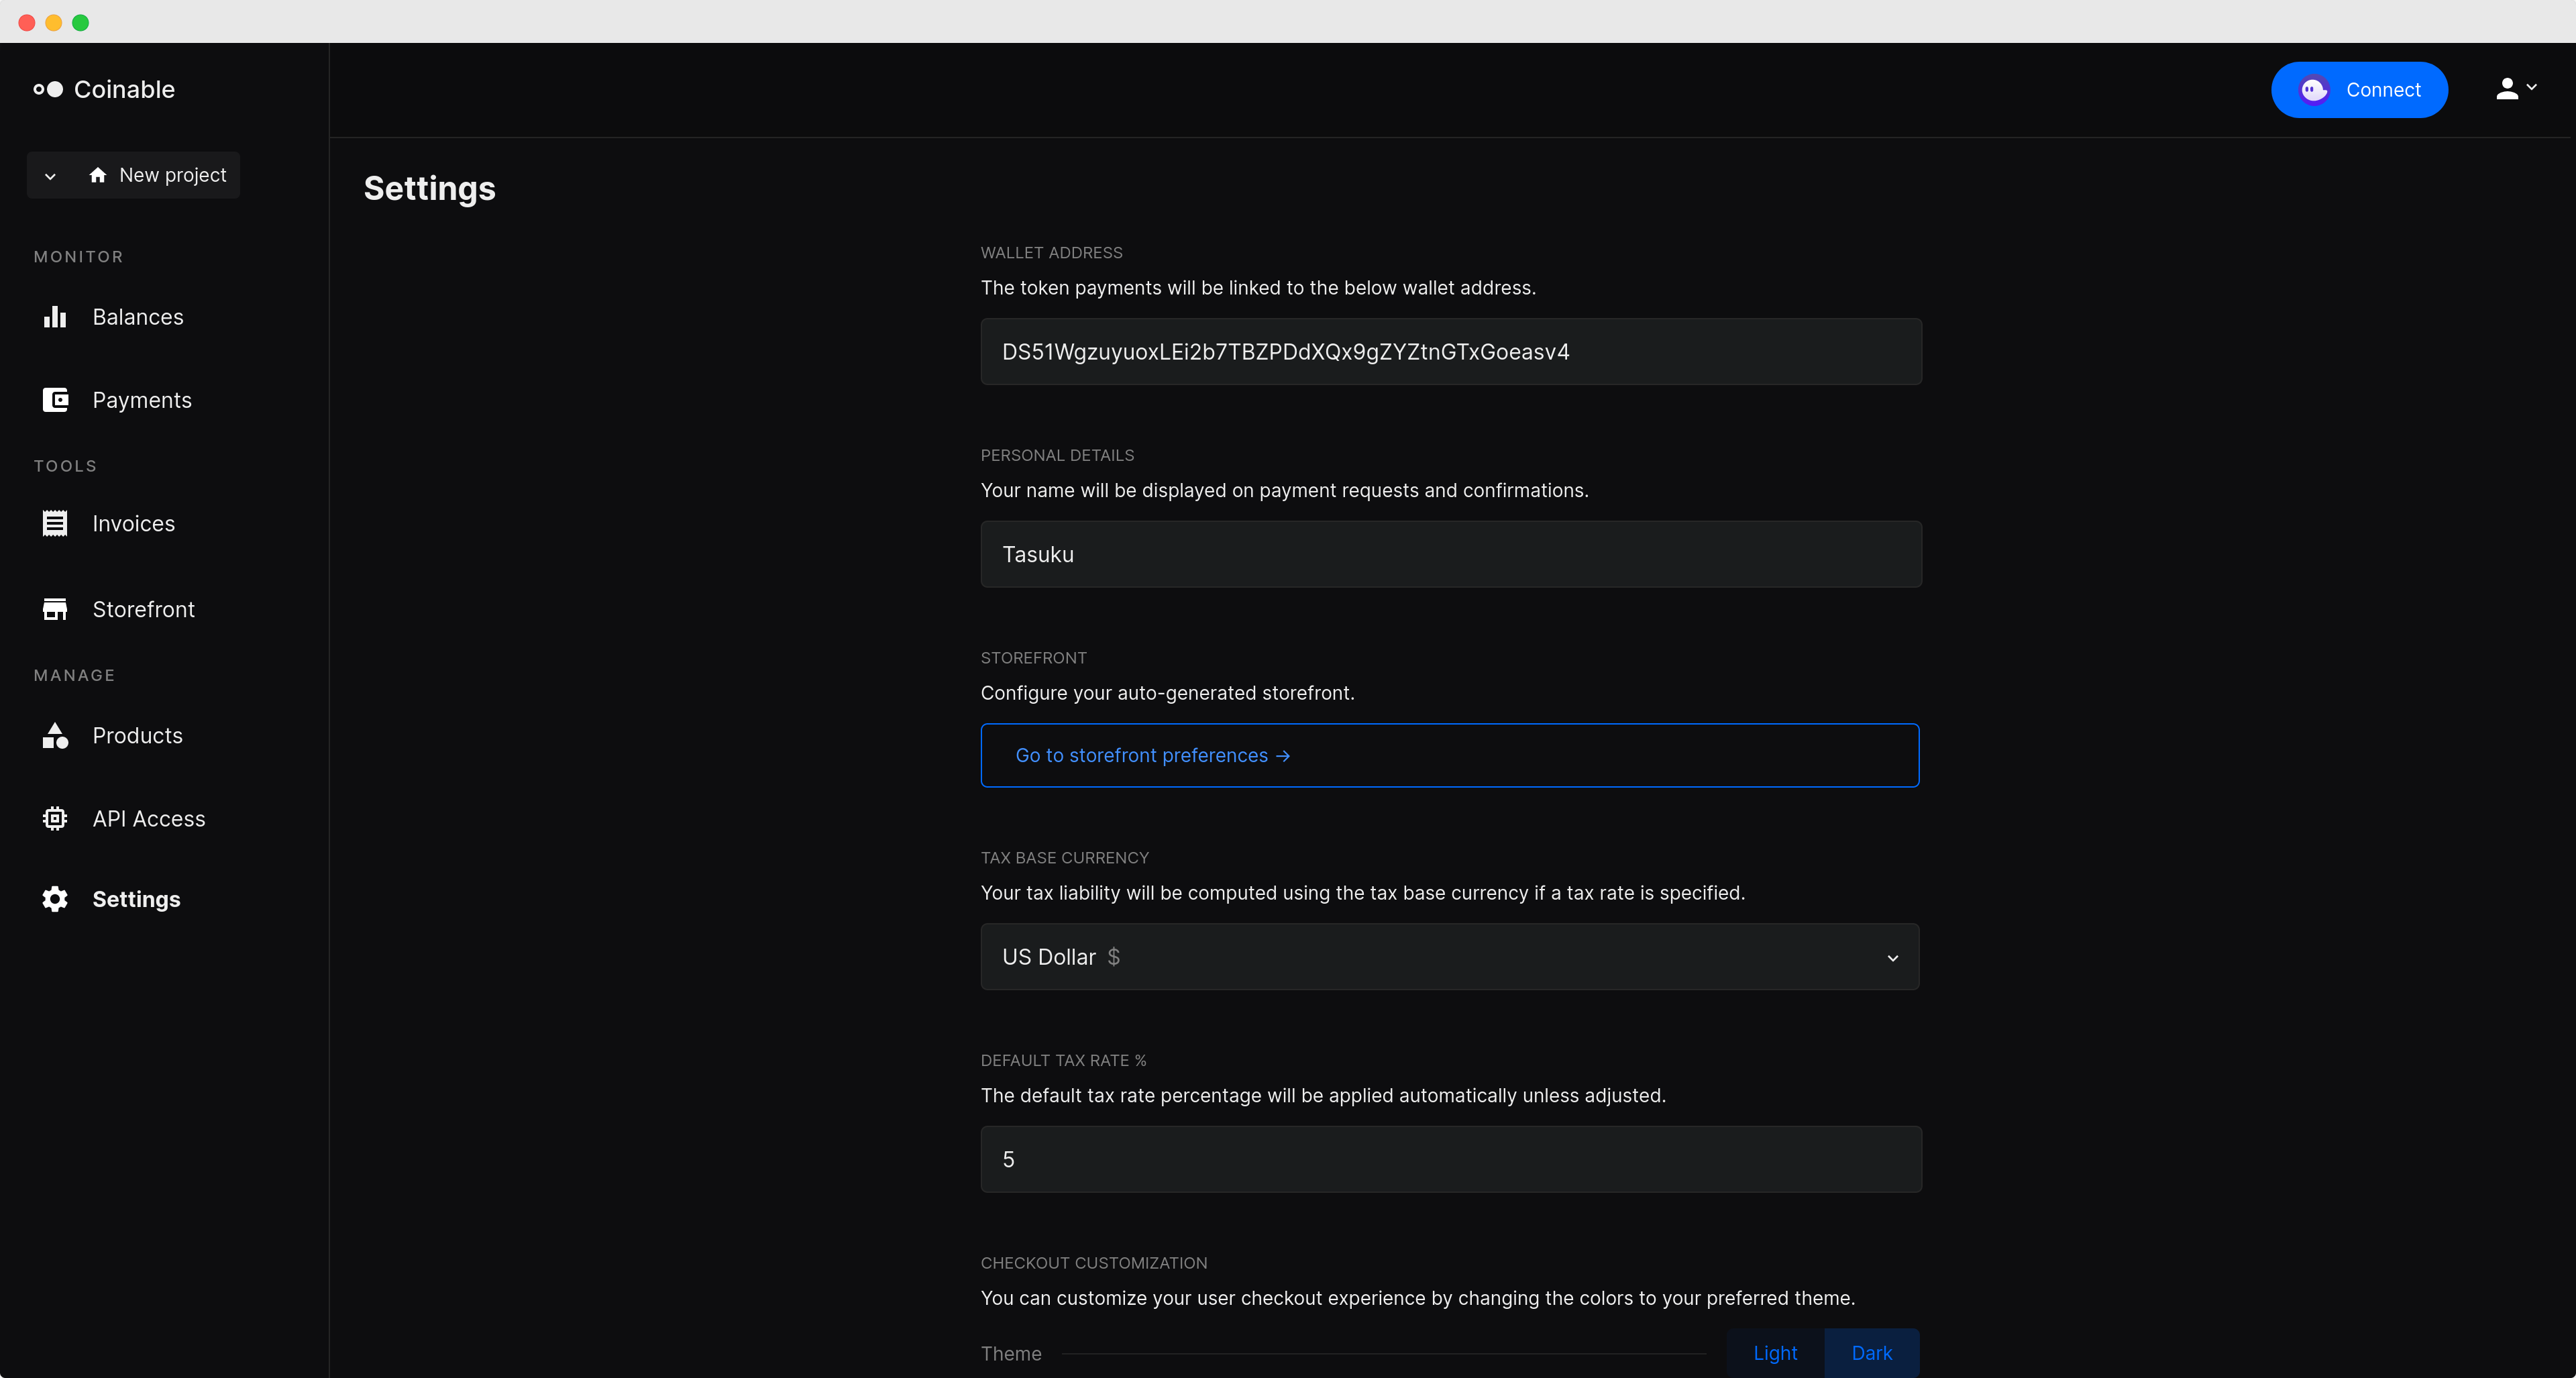 Coinable
Connect
New project
Settings
MONITOR
Balances
Payments
TOOLS
Invoices
Storefront
MANAGE
Products
API Access
Settings
WALLET ADDRESS
The token payments will be linked to the below wallet address.
DS51WgzuyuoxLEi2b7TBZPDdXQx9gZYZtnGTxGoeasv4
PERSONAL DETAILS
Your name will be displayed on payment requests and confirmations.
Tasuku
STOREFRONT
Configure your auto-generated storefront.
Go to storefront preferences →
TAX BASE CURRENCY
Your tax liability will be computed using the tax base currency if a tax rate is specified.
US Dollar $
DEFAULT TAX RATE %
The default tax rate percentage will be applied automatically unless adjusted.
5
CHECKOUT CUSTOMIZATION
You can customize your user checkout experience by changing the colors to your preferred theme.
Theme Light Dark